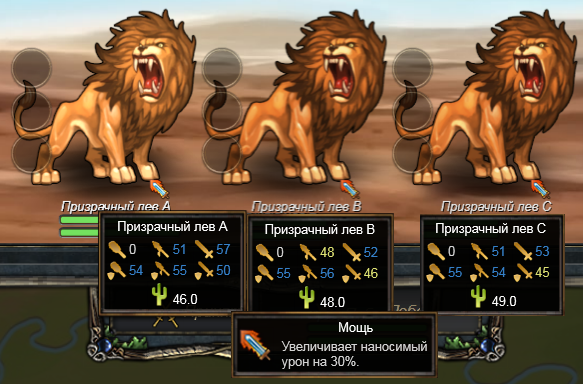 Призрачный лев А
Призрачный лев В
Призрачный лев С
Призрачный лев А
0 51 57
54 55 50
46.0
Призрачный лев В
0 48 52
55 56 46
48.0
Призрачный лев С
0 51 53
55 54 45
49.0
Мощь
Увеличивает наносимый
урон на 30%.